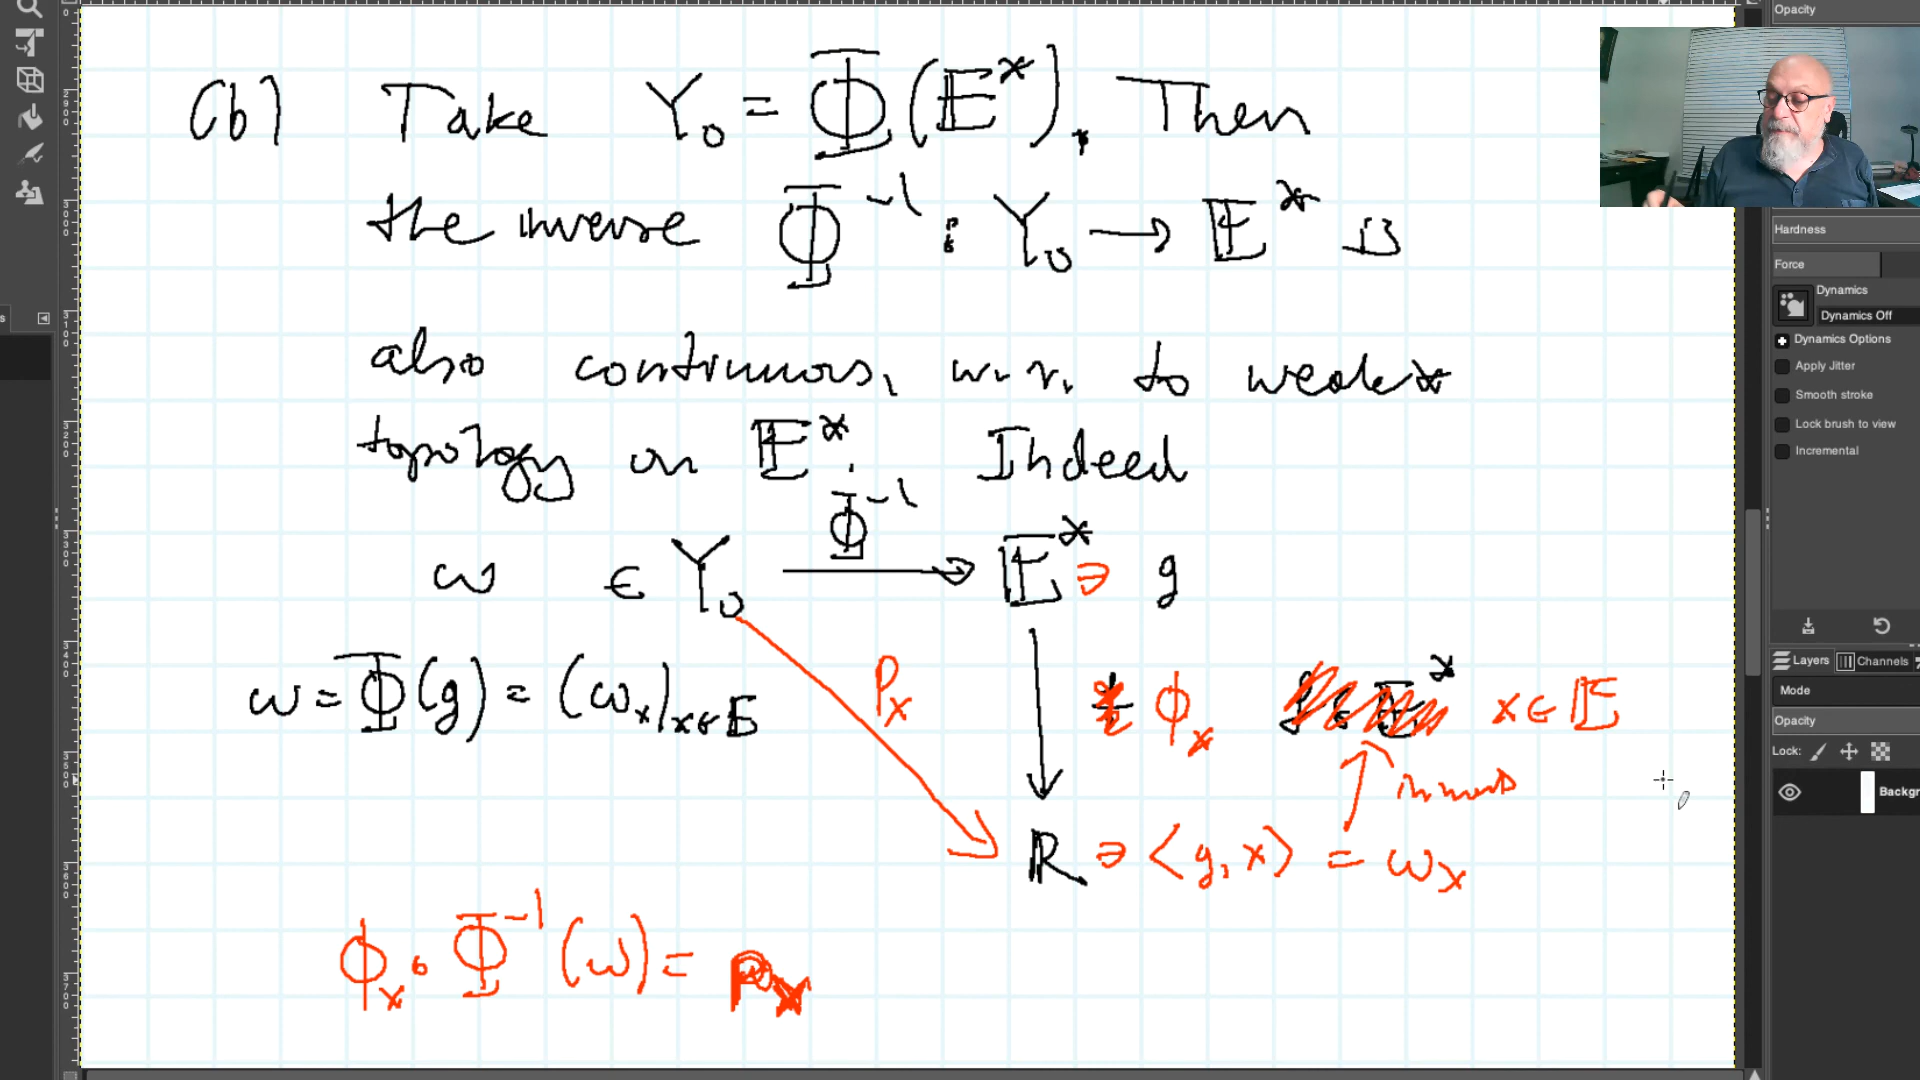 (b) Take Y₀ = Φ(E*). Then
the inverse Φ⁻¹ : Y₀ → E* is
also continuous, w.r. to weak*
topology on E*. Indeed
Φ⁻¹
ω ∈ Y₀ → E* ∋ g
ω = Φ(g) = (ω_x)_{x∈E} P_x ϕ_x x ∈ E
R ∋ ⟨g, x⟩ = ω_x
ϕ_x ∘ Φ⁻¹(ω) = P_x
Opacity
Hardness
Force
Dynamics
Dynamics Off
Dynamics Options
Apply Jitter
Smooth stroke
Lock brush to view
Incremental
Layers Channels
Mode
Opacity
Lock:
Backgr